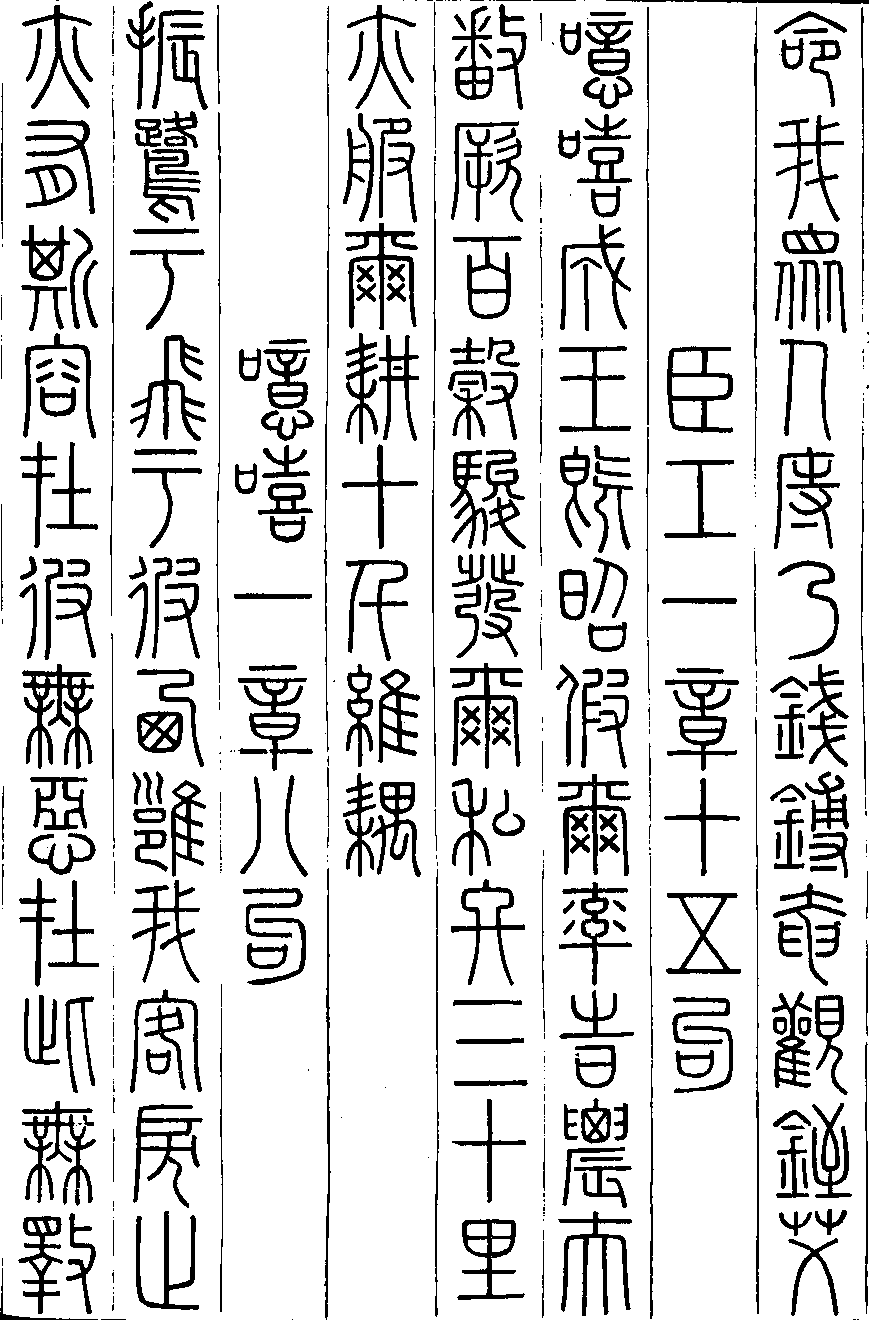 命我眾人庤乃錢鎛奄觀銍艾
臣工一章十五句
噫嘻成王既昭假爾率時農夫
播厥百穀駿發爾私終三十里
亦服爾耕十千維耦
噫嘻一章八句
振鷺于飛于彼西雝我客戾止
亦有斯容在彼無惡在此無斁